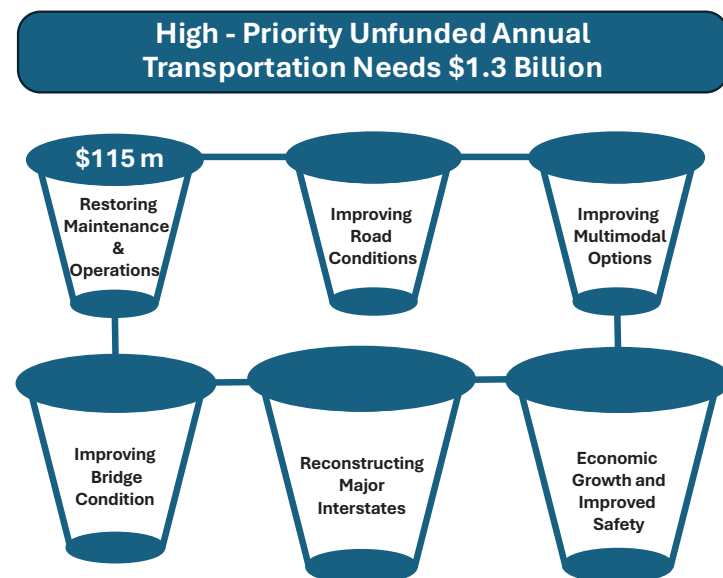 High - Priority Unfunded Annual
Transportation Needs $1.3 Billion
$115 m
Restoring
Maintenance
&
Operations
Improving
Road
Conditions
Improving
Multimodal
Options
Improving
Bridge
Condition
Reconstructing
Major
Interstates
Economic
Growth and
Improved
Safety